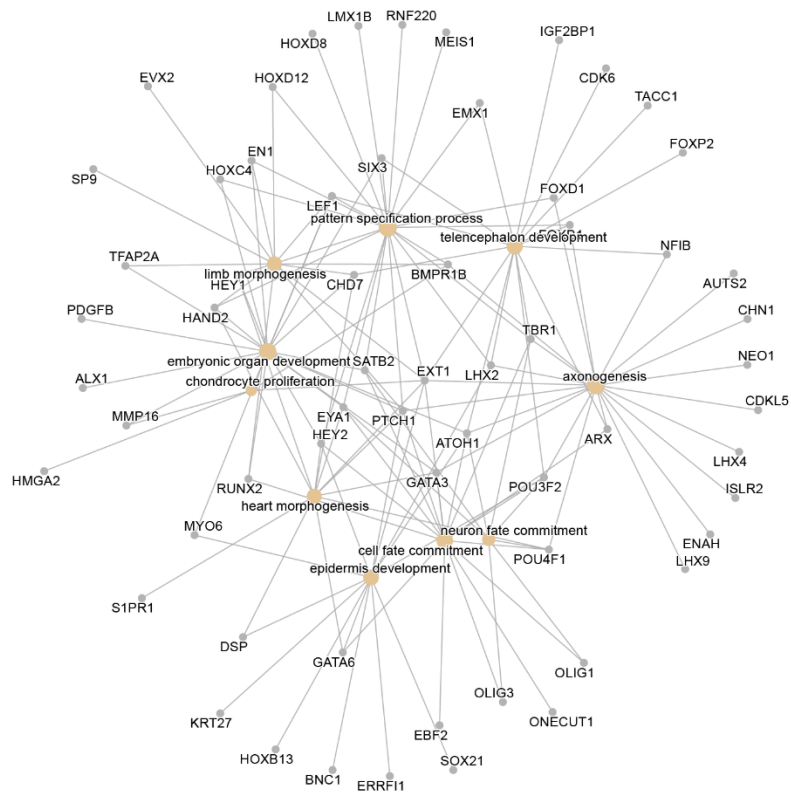 LMX1B
RNF220
HOXD8
MEIS1
IGF2BP1
EVX2
HOXD12
CDK6
TACC1
EMX1
FOXP2
EN1
SIX3
HOXC4
SP9
FOXD1
LEF1
pattern specification process
telencephalon development
TFAP2A
limb morphogenesis
BMPR1B
NFIB
HEY1
CHD7
AUTS2
PDGFB
HAND2
CHN1
TBR1
embryonic organ development
SATB2
EXT1
LHX2
axonogenesis
NEO1
ALX1
chondrocyte proliferation
MMP16
EYA1
PTCH1
CDKL5
HEY2
ATOH1
ARX
HMGA2
RUNX2
GATA3
POU3F2
LHX4
heart morphogenesis
ISLR2
MYO6
neuron fate commitment
cell fate commitment
POU4F1
ENAH
LHX9
epidermis development
S1PR1
DSP
GATA6
OLIG1
OLIG3
KRT27
ONECUT1
EBF2
HOXB13
SOX21
BNC1
ERRFI1